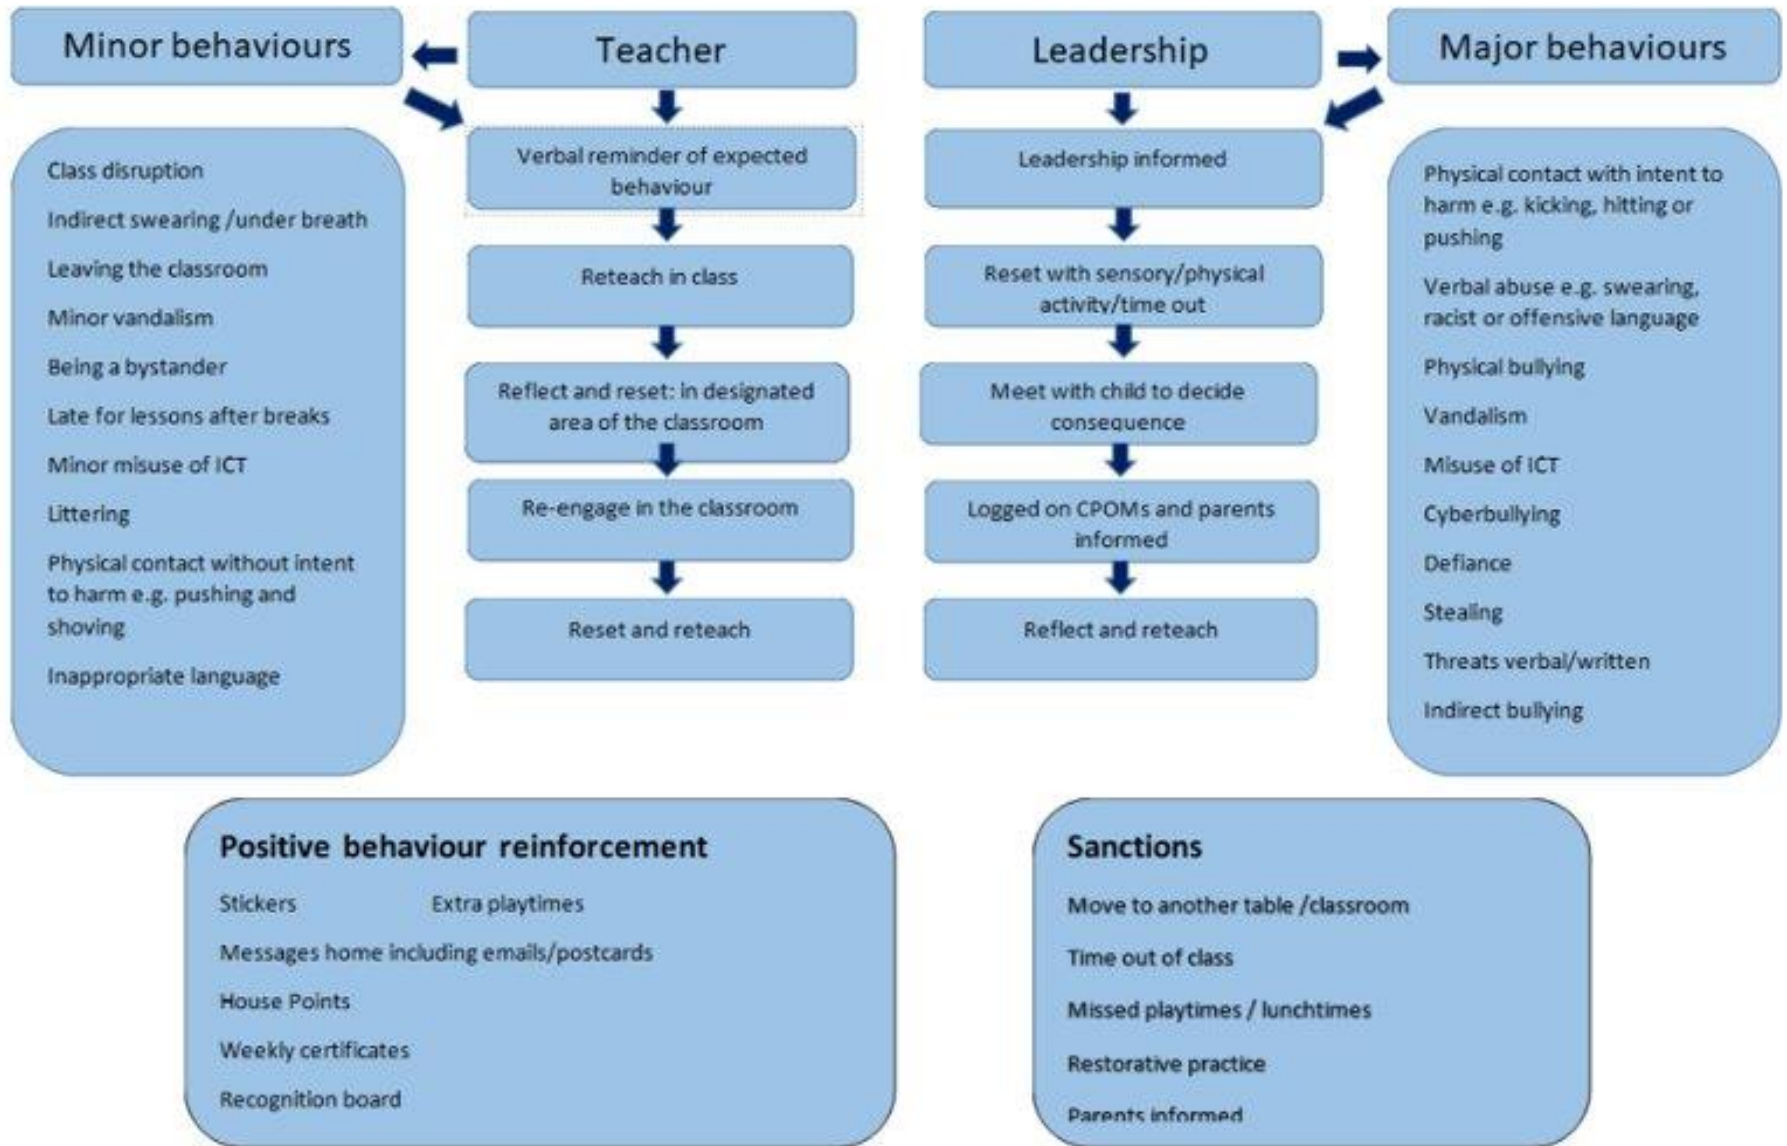 Minor behaviours
Teacher
Leadership
Major behaviours
Class disruption
Indirect swearing /under breath
Leaving the classroom
Minor vandalism
Being a bystander
Late for lessons after breaks
Minor misuse of ICT
Littering
Physical contact without intent
to harm e.g. pushing and
shoving
Inappropriate language
Verbal reminder of expected
behaviour
Reteach in class
Reflect and reset: in designated
area of the classroom
Re-engage in the classroom
Reset and reteach
Leadership informed
Reset with sensory/physical
activity/time out
Meet with child to decide
consequence
Logged on CPOMs and parents
informed
Reflect and reteach
Physical contact with intent to
harm e.g. kicking, hitting or
pushing
Verbal abuse e.g. swearing,
racist or offensive language
Physical bullying
Vandalism
Misuse of ICT
Cyberbullying
Defiance
Stealing
Threats verbal/written
Indirect bullying
Positive behaviour reinforcement
Stickers Extra playtimes
Messages home including emails/postcards
House Points
Weekly certificates
Recognition board
Sanctions
Move to another table /classroom
Time out of class
Missed playtimes / lunchtimes
Restorative practice
Parents informed